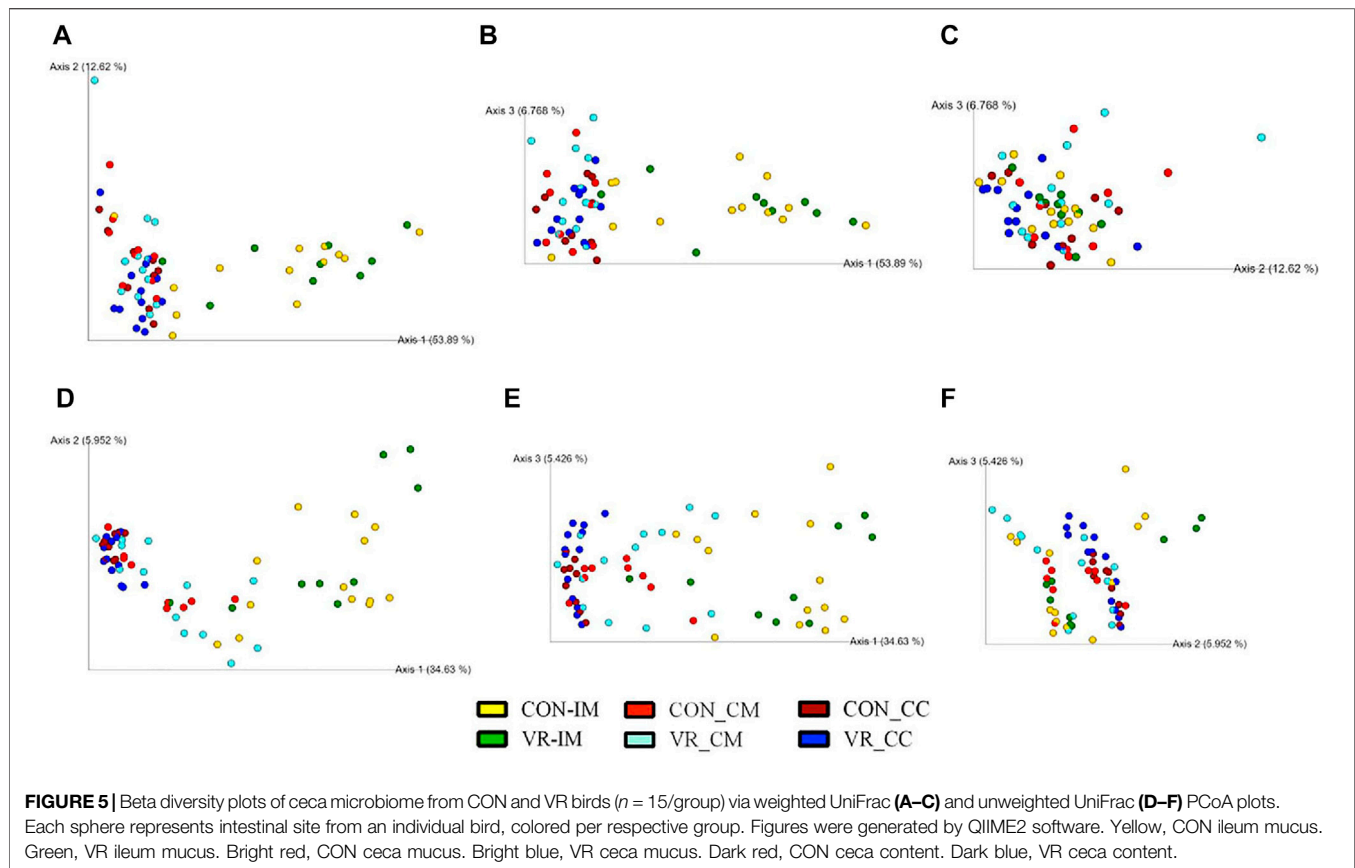 A
B
C
Axis 2 (12.62 %)
Axis 3 (6.768 %)
Axis 3 (6.768 %)
Axis 1 (53.89 %)
Axis 1 (53.89 %)
Axis 2 (12.62 %)
D
E
F
Axis 2 (5.952 %)
Axis 3 (5.426 %)
Axis 3 (5.426 %)
Axis 1 (34.63 %)
Axis 1 (34.63 %)
Axis 2 (5.952 %)
CON-IM CON_CM CON_CC
VR-IM VR_CM VR_CC
FIGURE 5 | Beta diversity plots of ceca microbiome from CON and VR birds (n = 15/group) via weighted UniFrac (A–C) and unweighted UniFrac (D–F) PCoA plots.
Each sphere represents intestinal site from an individual bird, colored per respective group. Figures were generated by QIIME2 software. Yellow, CON ileum mucus.
Green, VR ileum mucus. Bright red, CON ceca mucus. Bright blue, VR ceca mucus. Dark red, CON ceca content. Dark blue, VR ceca content.